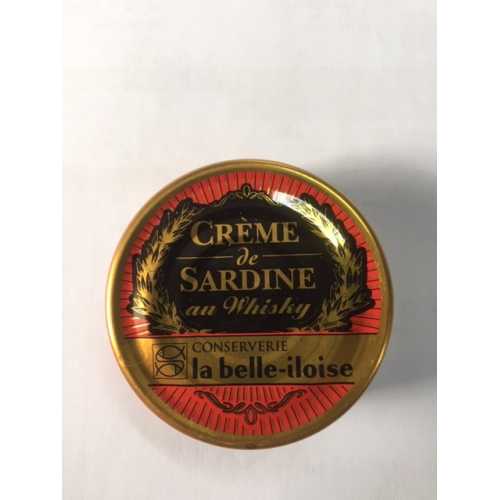 CRÈME
de
SARDINE
au Whisky
CONSERVERIE
la belle-iloise